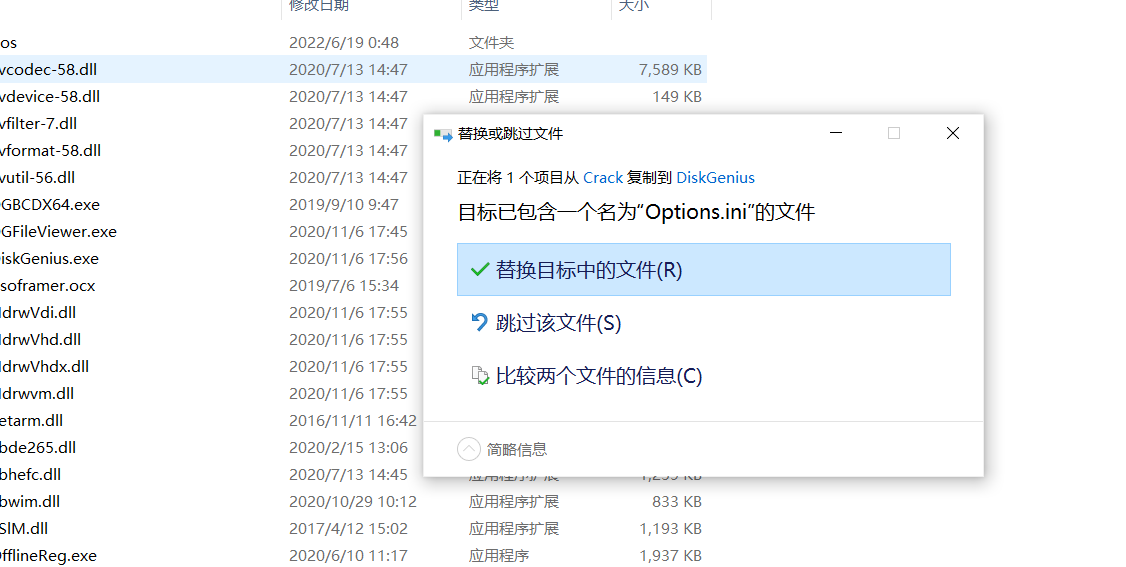 修改日期 类型 大小
os 2022/6/19 0:48 文件夹
vcodec-58.dll 2020/7/13 14:47 应用程序扩展 7,589 KB
vdevice-58.dll 2020/7/13 14:47 应用程序扩展 149 KB
vfilter-7.dll 2020/7/13 14:47
替换或跳过文件
vformat-58.dll 2020/7/13 14:47
vutil-56.dll 2020/7/13 14:47
正在将 1 个项目从 Crack 复制到 DiskGenius
GBCDX64.exe 2019/9/10 9:47
目标已包含一个名为“Options.ini”的文件
GFileViewer.exe 2020/11/6 17:45
iskGenius.exe 2020/11/6 17:56
替换目标中的文件(R)
soframer.ocx 2019/7/6 15:34
drwVdi.dll 2020/11/6 17:55
跳过该文件(S)
drwVhd.dll 2020/11/6 17:55
drwVhdx.dll 2020/11/6 17:55
比较两个文件的信息(C)
drwvm.dll 2020/11/6 17:55
etarm.dll 2016/11/11 16:42
bde265.dll 2020/2/15 13:06
简略信息
bhefc.dll 2020/7/13 14:45 应用程序扩展 1,259 KB
bwim.dll 2020/10/29 10:12 应用程序扩展 833 KB
SIM.dll 2017/4/12 15:02 应用程序扩展 1,193 KB
fflineReg.exe 2020/6/10 11:17 应用程序 1,937 KB